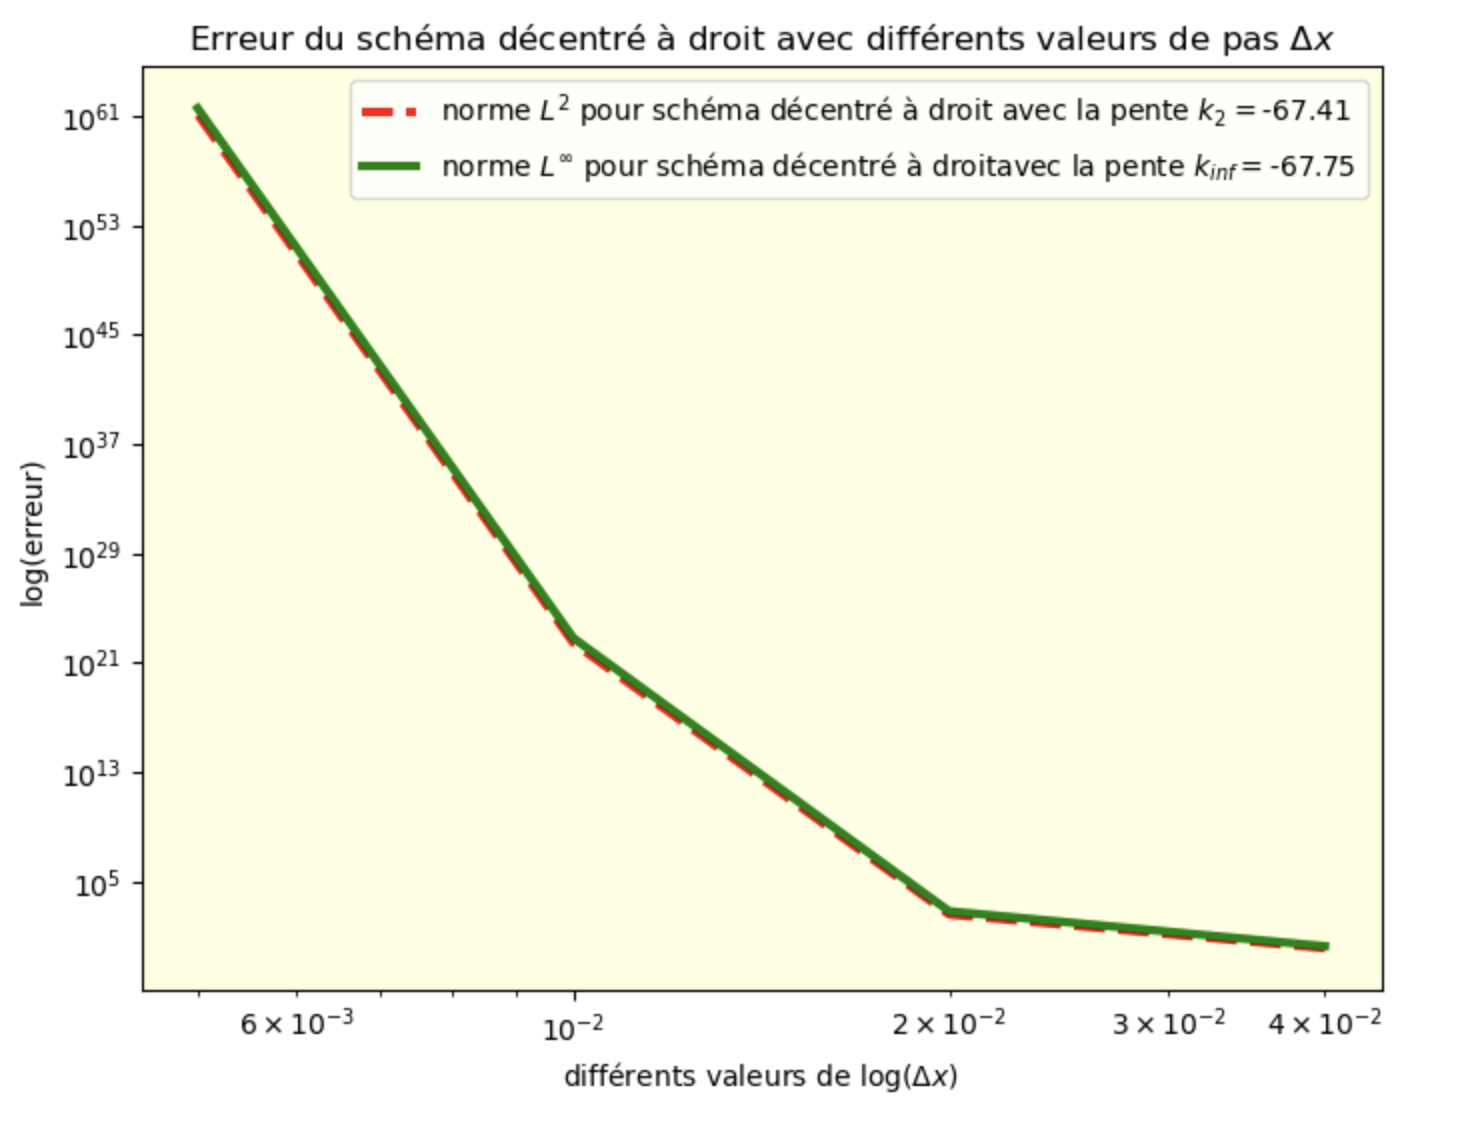 Erreur du schéma décentré à droit avec différents valeurs de pas Δx
norme L² pour schéma décentré à droit avec la pente k₂ = -67.41
norme L^∞ pour schéma décentré à droitavec la pente k_inf = -67.75
10⁶¹
10⁵³
10⁴⁵
10³⁷
10²⁹
10²¹
10¹³
10⁵
log(erreur)
6 × 10⁻³
10⁻²
2 × 10⁻²
3 × 10⁻²
4 × 10⁻²
différents valeurs de log(Δx)